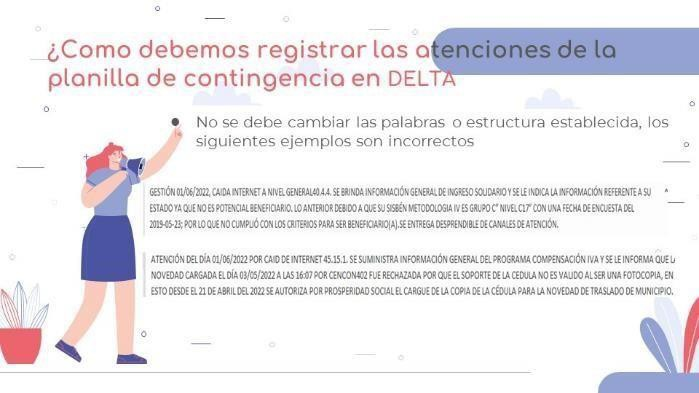 ¿Como debemos registrar las atenciones de la
planilla de contingencia en DELTA
No se debe cambiar las palabras o estructura establecida, los
siguientes ejemplos son incorrectos
GESTIÓN 01/06/2022, CAIDA INTERNET A NIVEL GENERAL40.4.4. SE BRINDA INFORMACIÓN GENERAL DE INGRESO SOLIDARIO Y SE LE INDICA LA INFORMACIÓN REFERENTE A SU
ESTADO YA QUE NO ES POTENCIAL BENEFICIARIO. LO ANTERIOR DEBIDO A QUE SU SISBÉN METODOLOGIA IV ES GRUPO C" NIVEL C17" CON UNA FECHA DE ENCUESTA DEL
2019-05-23; POR LO QUE NO CUMPLIÓ CON LOS CRITERIOS PARA SER BENEFICIARIO(A). SE ENTREGA DESPRENDIBLE DE CANALES DE ATENCIÓN.
ATENCIÓN DEL DÍA 01/06/2022 POR CAID DE INTERNET 45.15.1. SE SUMINISTRA INFORMACIÓN GENERAL DEL PROGRAMA COMPENSACIÓN IVA Y SE LE INFORMA QUE L
NOVEDAD CARGADA EL DÍA 03/05/2022 A LAS 16:07 POR CENCON402 FUE RECHAZADA POR QUE EL SOPORTE DE LA CEDULA NO ES VALIDO AL SER UNA FOTOCOPIA, EN
ESTO DESDE EL 21 DE ABRIL DEL 2022 SE AUTORIZA POR PROSPERIDAD SOCIAL EL CARGUE DE LA COPIA DE LA CÉDULA PARA LA NOVEDAD DE TRASLADO DE MUNICIPIO.